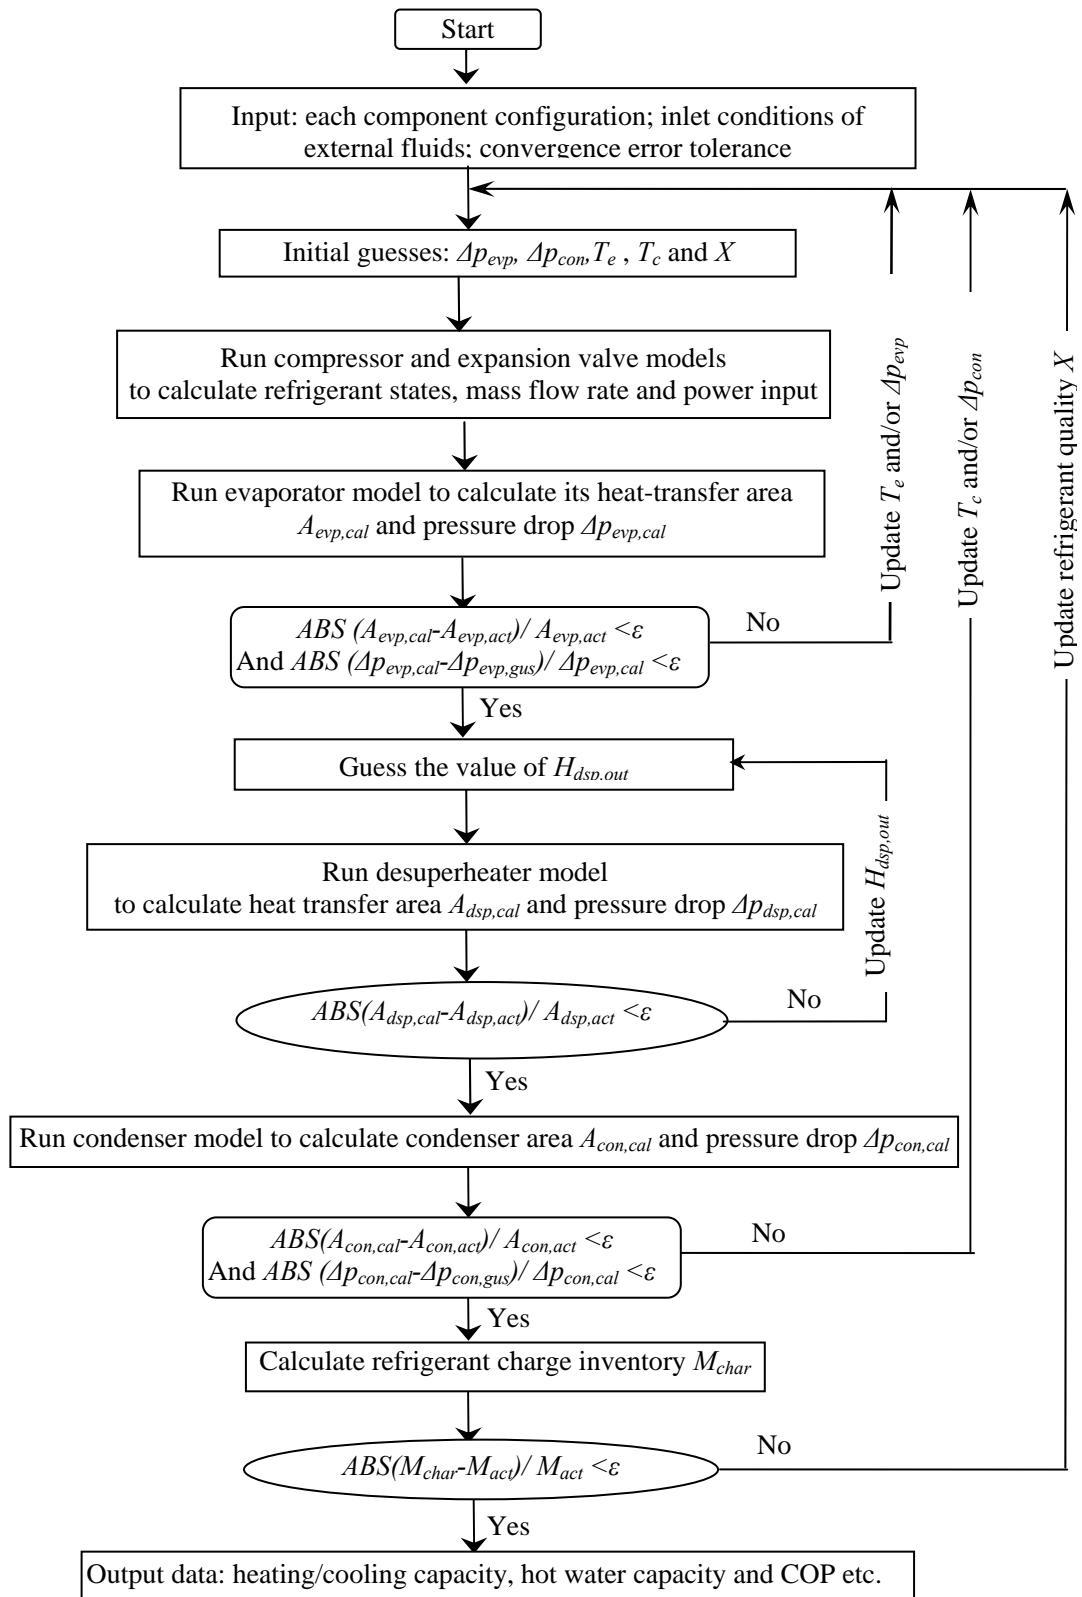 Start
Input: each component configuration; inlet conditions of
external fluids; convergence error tolerance
Initial guesses: Δp_evp, Δp_con, T_e , T_c and X
Run compressor and expansion valve models
to calculate refrigerant states, mass flow rate and power input
Run evaporator model to calculate its heat-transfer area
A_evp,cal and pressure drop Δp_evp,cal
ABS (A_evp,cal-A_evp,act)/ A_evp,act <ε
And ABS (Δp_evp,cal-Δp_evp,gus)/ Δp_evp,cal <ε
No
Update T_e and/or Δp_evp
Yes
Guess the value of H_dsp,out
Run desuperheater model
to calculate heat transfer area A_dsp,cal and pressure drop Δp_dsp,cal
ABS(A_dsp,cal-A_dsp,act)/ A_dsp,act <ε
No
Update H_dsp,out
Yes
Run condenser model to calculate condenser area A_con,cal and pressure drop Δp_con,cal
ABS(A_con,cal-A_con,act)/ A_con,act <ε
And ABS (Δp_con,cal-Δp_con,gus)/ Δp_con,cal <ε
No
Update T_c and/or Δp_con
Yes
Calculate refrigerant charge inventory M_char
ABS(M_char-M_act)/ M_act <ε
No
Update refrigerant quality X
Yes
Output data: heating/cooling capacity, hot water capacity and COP etc.